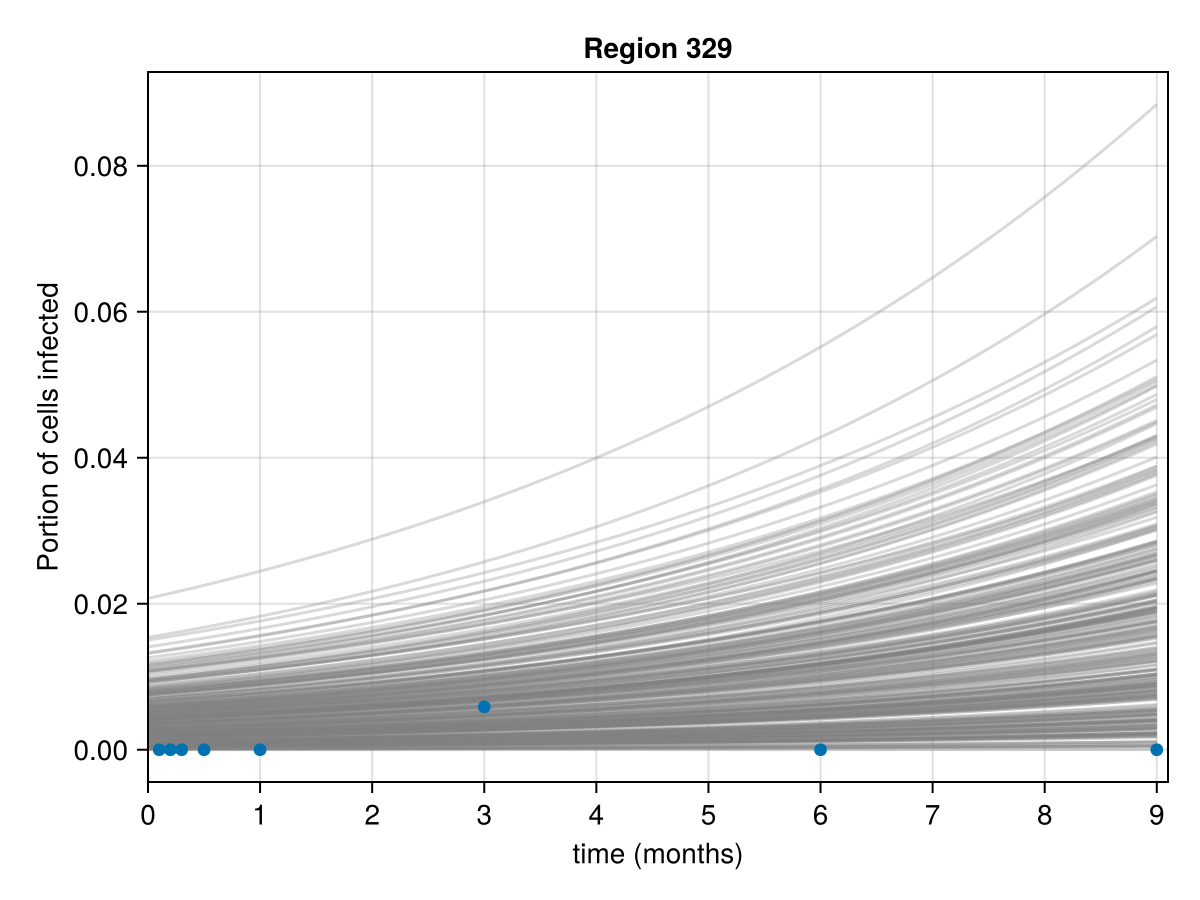 Region 329
Portion of cells infected
0.08
0.06
0.04
0.02
0.00
0 1 2 3 4 5 6 7 8 9
time (months)